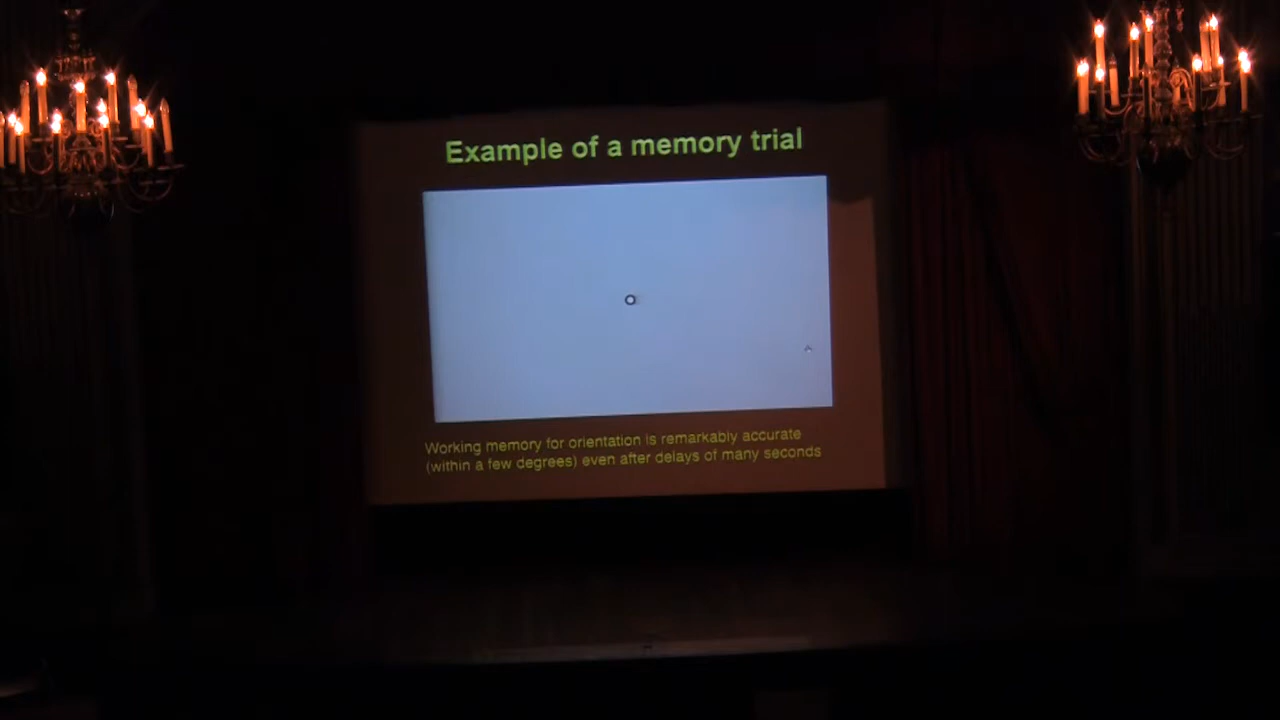 Example of a memory trial
Working memory for orientation is remarkably accurate
(within a few degrees) even after delays of many seconds